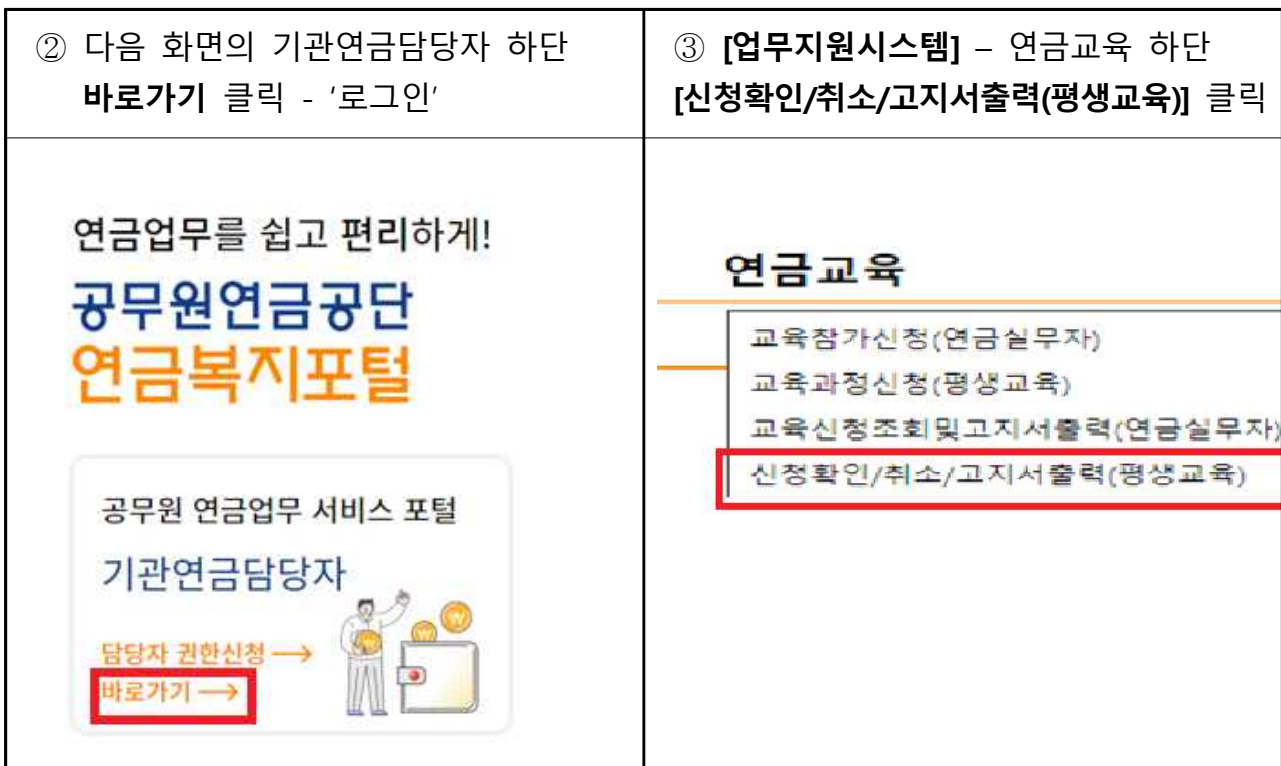 ② 다음 화면의 기관연금담당자 하단
바로가기 클릭 - '로그인'
③ [업무지원시스템] – 연금교육 하단
[신청확인/취소/고지서출력(평생교육)] 클릭
연금업무를 쉽고 편리하게!
공무원연금공단
연금복지포털
공무원 연금업무 서비스 포털
기관연금담당자
담당자 권한신청 →
바로가기 →
연금교육
교육참가신청(연금실무자)
교육과정신청(평생교육)
교육신청조회및고지서출력(연금실무자)
신청확인/취소/고지서출력(평생교육)